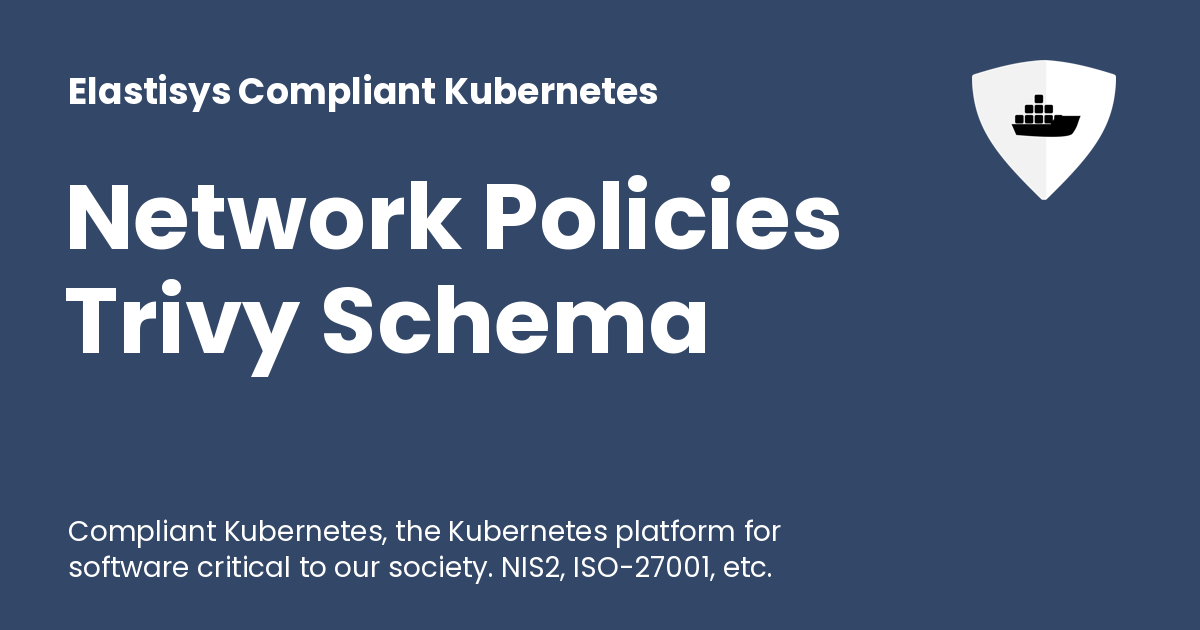 Elastisys Compliant Kubernetes
Network Policies
Trivy Schema
Compliant Kubernetes, the Kubernetes platform for
software critical to our society. NIS2, ISO-27001, etc.